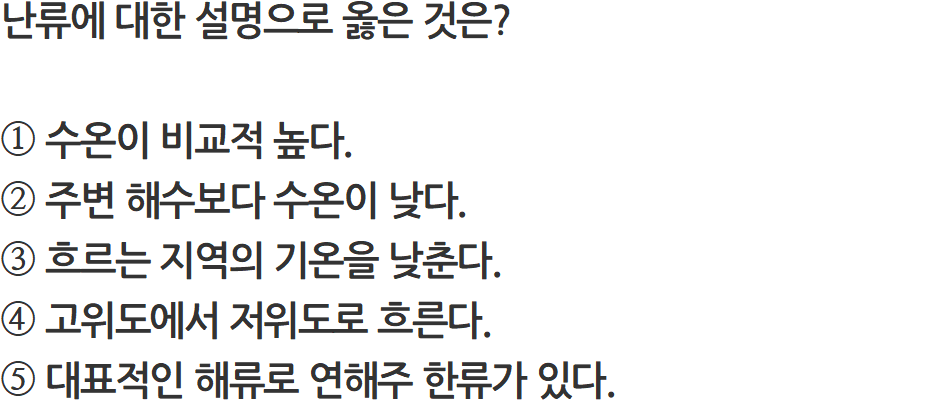 난류에 대한 설명으로 옳은 것은?
① 수온이 비교적 높다.
② 주변 해수보다 수온이 낮다.
③ 흐르는 지역의 기온을 낮춘다.
④ 고위도에서 저위도로 흐른다.
⑤ 대표적인 해류로 연해주 한류가 있다.